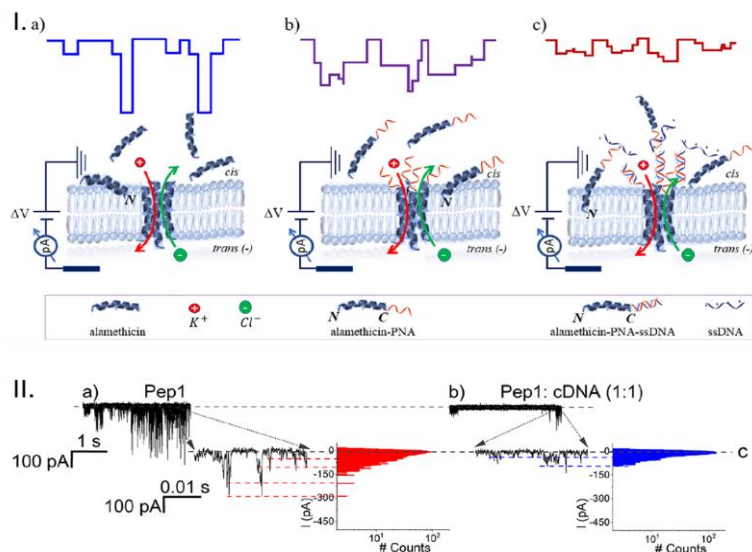 I.
a)
b)
c)
K+
cis
ΔV
N
pA
trans (-)
K+
cis
ΔV
N
pA
trans (-)
K+
cis
ΔV
N
pA
trans (-)
alamethicin
K⁺
Cl⁻
N
C
alamethicin-PNA
N
C
alamethicin-PNA-ssDNA
ssDNA
II.
a)
Pep1
b)
Pep1: cDNA (1:1)
1 s
100 pA
0.01 s
100 pA
0
-150
-300
-450
I (pA)
10¹
10²
# Counts
0
-150
-300
-450
I (pA)
10¹
10²
# Counts
C